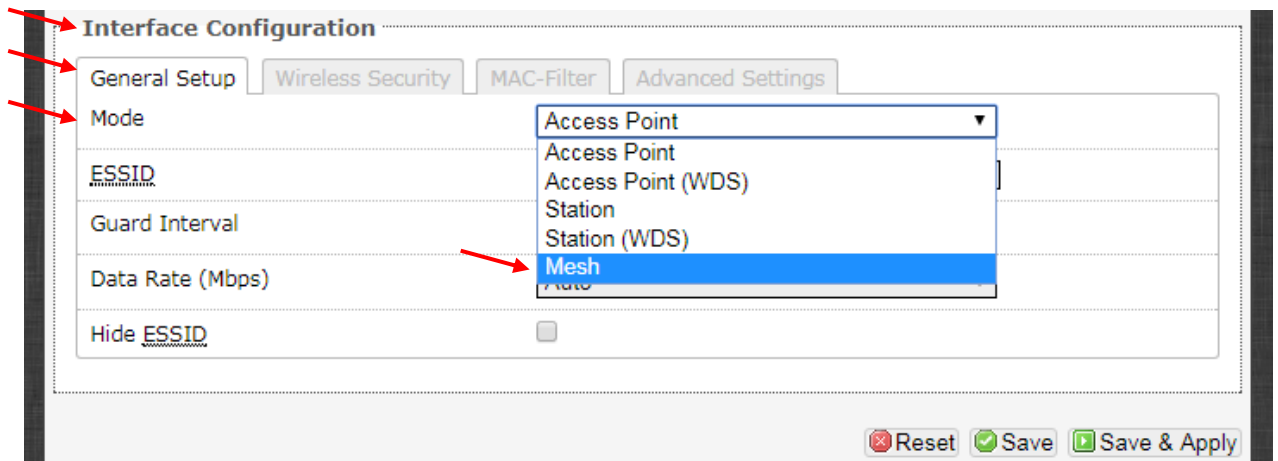 Interface Configuration
General Setup Wireless Security MAC-Filter Advanced Settings
Mode Access Point
Access Point
ESSID Access Point (WDS)
Station
Guard Interval Station (WDS)
Mesh
Data Rate (Mbps) Auto
Hide ESSID
Reset Save Save & Apply